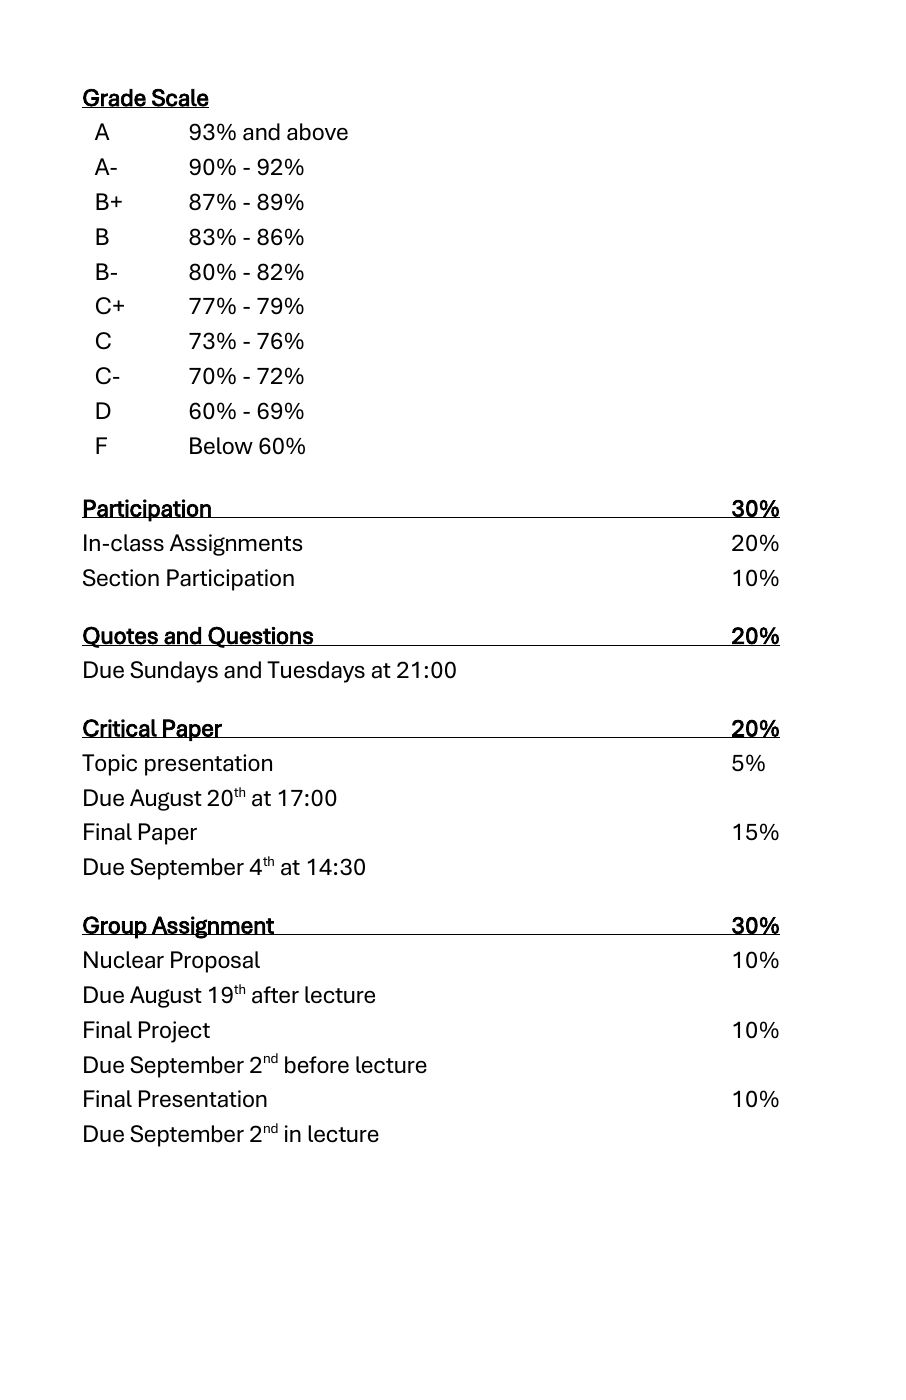 Grade Scale
A 93% and above
A- 90% - 92%
B+ 87% - 89%
B 83% - 86%
B- 80% - 82%
C+ 77% - 79%
C 73% - 76%
C- 70% - 72%
D 60% - 69%
F Below 60%
Participation 30%
In-class Assignments 20%
Section Participation 10%
Quotes and Questions 20%
Due Sundays and Tuesdays at 21:00
Critical Paper 20%
Topic presentation 5%
Due August 20th at 17:00
Final Paper 15%
Due September 4th at 14:30
Group Assignment 30%
Nuclear Proposal 10%
Due August 19th after lecture
Final Project 10%
Due September 2nd before lecture
Final Presentation 10%
Due September 2nd in lecture